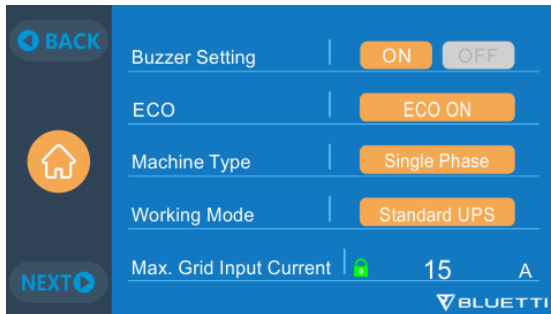 BACK
Buzzer Setting ON OFF
ECO ECO ON
Machine Type Single Phase
Working Mode Standard UPS
Max. Grid Input Current 15 A
NEXT
BLUETTI